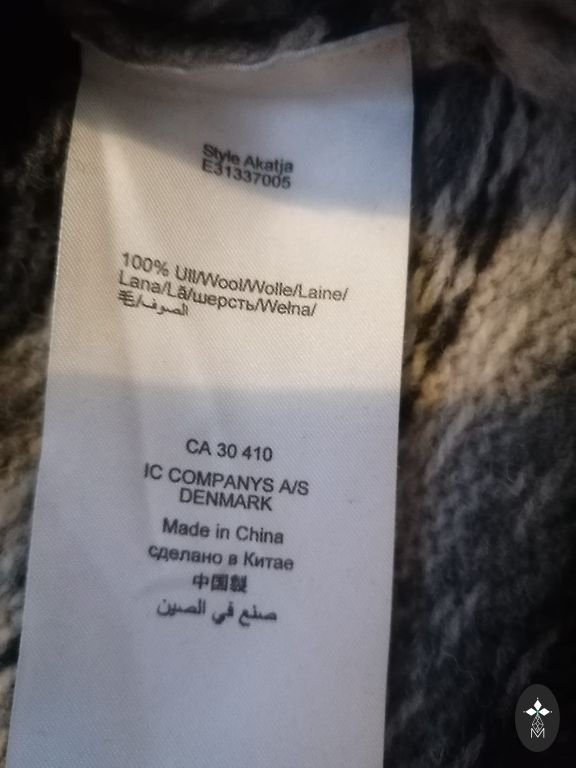 Style Akatja
E31337005
100% Ull/Wool/Wolle/Laine/
Lana/Lã/шерсть/Wełna/
毛/الصوف
CA 30 410
IC COMPANYS A/S
DENMARK
Made in China
сделано в Китае
中国製
صنع في الصين
M